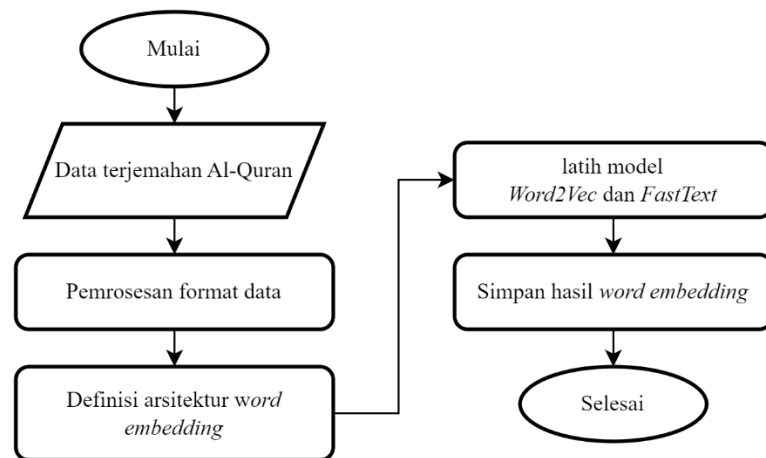 Mulai
Data terjemahan Al-Quran
Pemrosesan format data
Definisi arsitektur word
embedding
latih model
Word2Vec dan FastText
Simpan hasil word embedding
Selesai